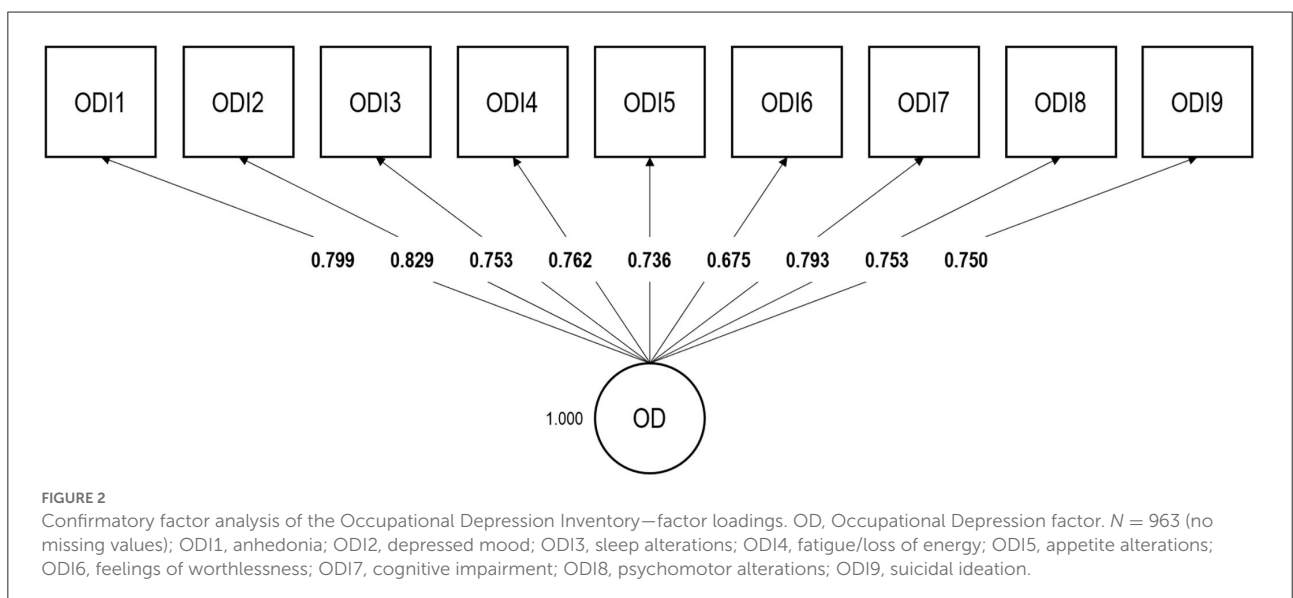 ODI1 ODI2 ODI3 ODI4 ODI5 ODI6 ODI7 ODI8 ODI9
0.799 0.829 0.753 0.762 0.736 0.675 0.793 0.753 0.750
1.000 OD
FIGURE 2
Confirmatory factor analysis of the Occupational Depression Inventory—factor loadings. OD, Occupational Depression factor. N = 963 (no
missing values); ODI1, anhedonia; ODI2, depressed mood; ODI3, sleep alterations; ODI4, fatigue/loss of energy; ODI5, appetite alterations;
ODI6, feelings of worthlessness; ODI7, cognitive impairment; ODI8, psychomotor alterations; ODI9, suicidal ideation.